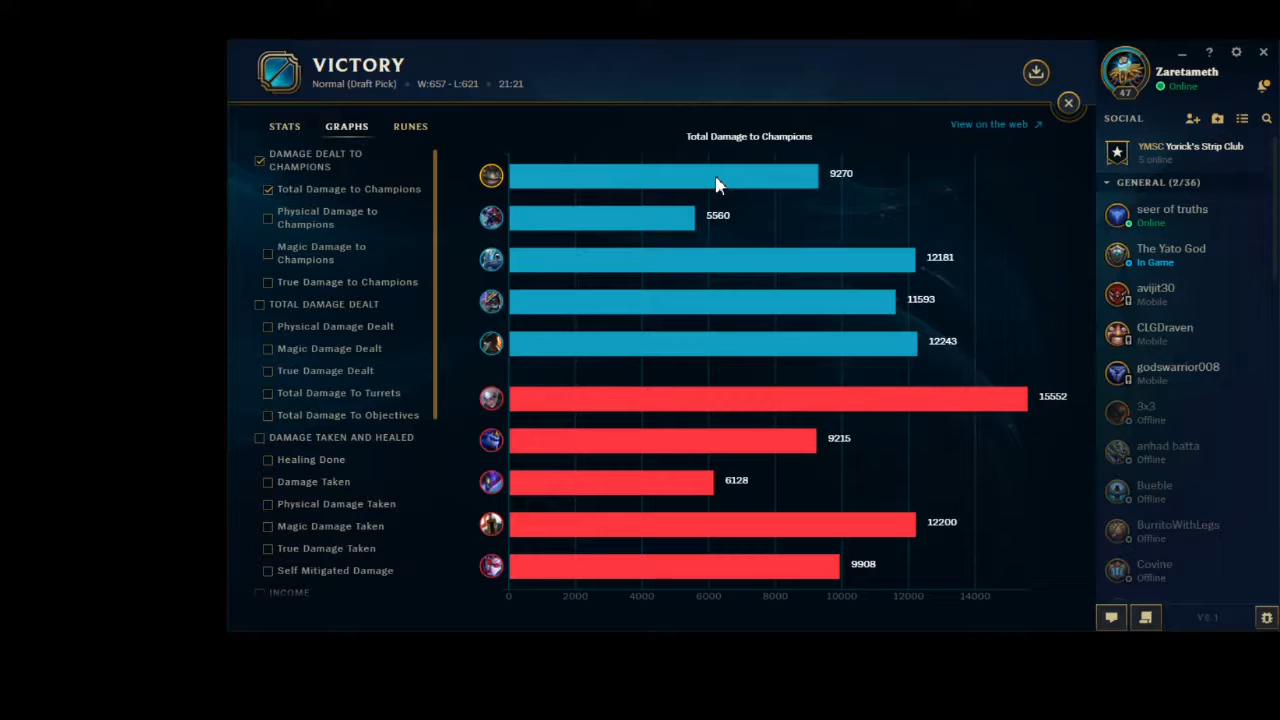 VICTORY
Normal (Draft Pick) • W:657 - L:621 • 21:21
STATS GRAPHS RUNES
View on the web
DAMAGE DEALT TO
CHAMPIONS
Total Damage to Champions
Physical Damage to
Champions
Magic Damage to
Champions
True Damage to Champions
TOTAL DAMAGE DEALT
Physical Damage Dealt
Magic Damage Dealt
True Damage Dealt
Total Damage To Turrets
Total Damage To Objectives
DAMAGE TAKEN AND HEALED
Healing Done
Damage Taken
Physical Damage Taken
Magic Damage Taken
True Damage Taken
Self Mitigated Damage
INCOME
Total Damage to Champions
9270
5560
12181
11593
12243
15552
9215
6128
12200
9908
0 2000 4000 6000 8000 10000 12000 14000
?
Zaretameth
47
Online
SOCIAL
YMSC Yorick's Strip Club
5 online
GENERAL (2/36)
seer of truths
Online
The Yato God
In Game
avijit30
Mobile
CLGDraven
Mobile
godswarrior008
Mobile
3x3
Offline
anhad batta
Offline
Bueble
Offline
BurritoWithLegs
Offline
Covine
Offline
V8.1